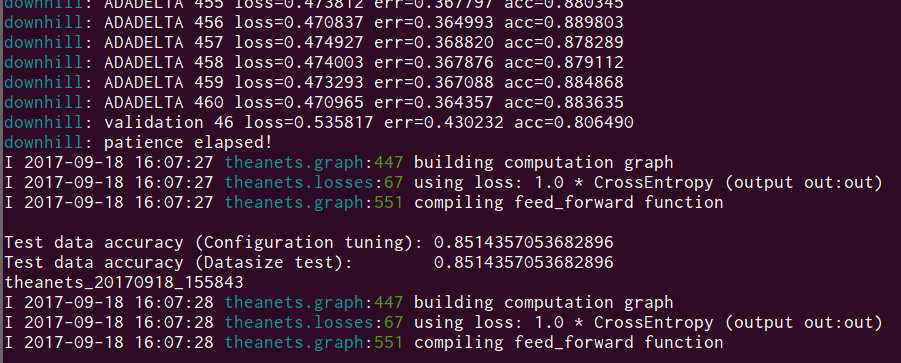 downhill: ADADELTA 455 loss=0.473812 err=0.367797 acc=0.880345
downhill: ADADELTA 456 loss=0.470837 err=0.364993 acc=0.889803
downhill: ADADELTA 457 loss=0.474927 err=0.368820 acc=0.878289
downhill: ADADELTA 458 loss=0.474003 err=0.367876 acc=0.879112
downhill: ADADELTA 459 loss=0.473293 err=0.367088 acc=0.884868
downhill: ADADELTA 460 loss=0.470965 err=0.364357 acc=0.883635
downhill: validation 46 loss=0.535817 err=0.430232 acc=0.806490
downhill: patience elapsed!
I 2017-09-18 16:07:27 theanets.graph:447 building computation graph
I 2017-09-18 16:07:27 theanets.losses:67 using loss: 1.0 * CrossEntropy (output out:out)
I 2017-09-18 16:07:27 theanets.graph:551 compiling feed_forward function
Test data accuracy (Configuration tuning): 0.8514357053682896
Test data accuracy (Datasize test):        0.8514357053682896
theanets_20170918_155843
I 2017-09-18 16:07:28 theanets.graph:447 building computation graph
I 2017-09-18 16:07:28 theanets.losses:67 using loss: 1.0 * CrossEntropy (output out:out)
I 2017-09-18 16:07:28 theanets.graph:551 compiling feed_forward function